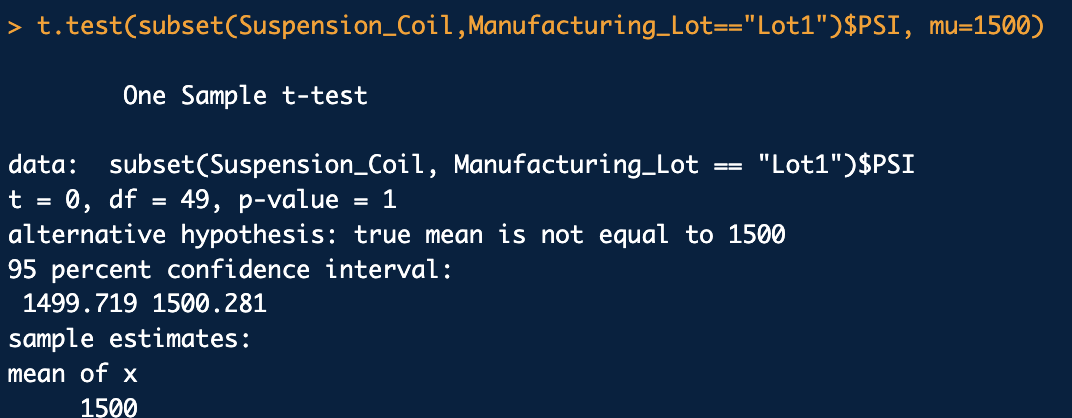 > t.test(subset(Suspension_Coil,Manufacturing_Lot=="Lot1")$PSI, mu=1500)
One Sample t-test
data:  subset(Suspension_Coil, Manufacturing_Lot == "Lot1")$PSI
t = 0, df = 49, p-value = 1
alternative hypothesis: true mean is not equal to 1500
95 percent confidence interval:
 1499.719 1500.281
sample estimates:
mean of x
     1500